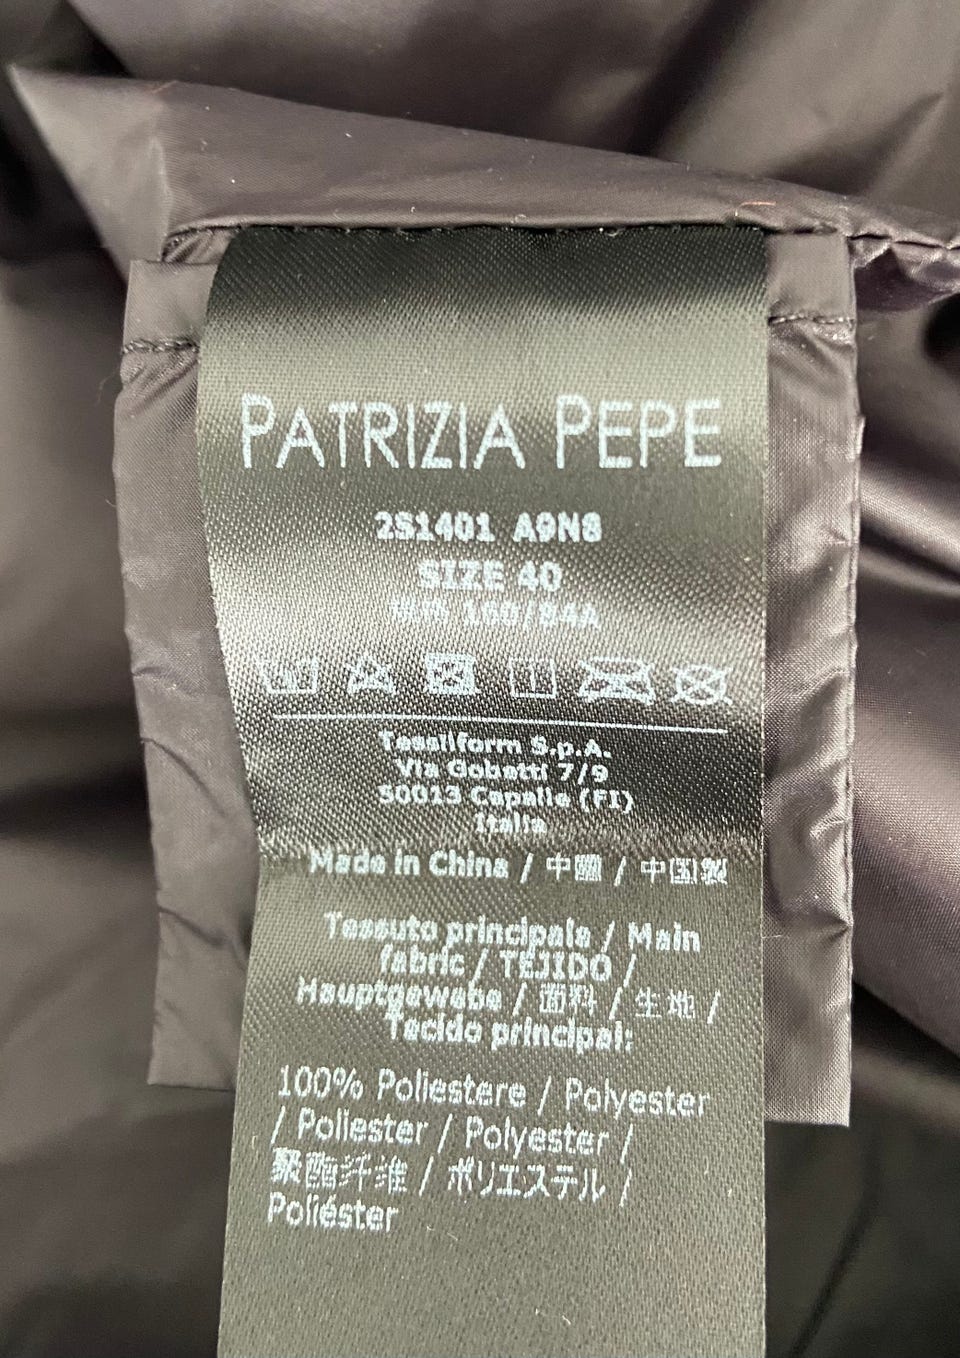 PATRIZIA PEPE
2S1401 A9N8
SIZE 40
160/84A
Tessilform S.p.A.
Via Gobetti 7/9
50013 Capalle (FI)
Italia
Made in China / 中國 / 中国製
Tessuto principale / Main
fabric / TEJIDO /
Hauptgewebe / 面料 / 生地 /
Tecido principal:
100% Poliestere / Polyester
/ Poliester / Polyester /
聚酯纤维 / ポリエステル /
Poliéster